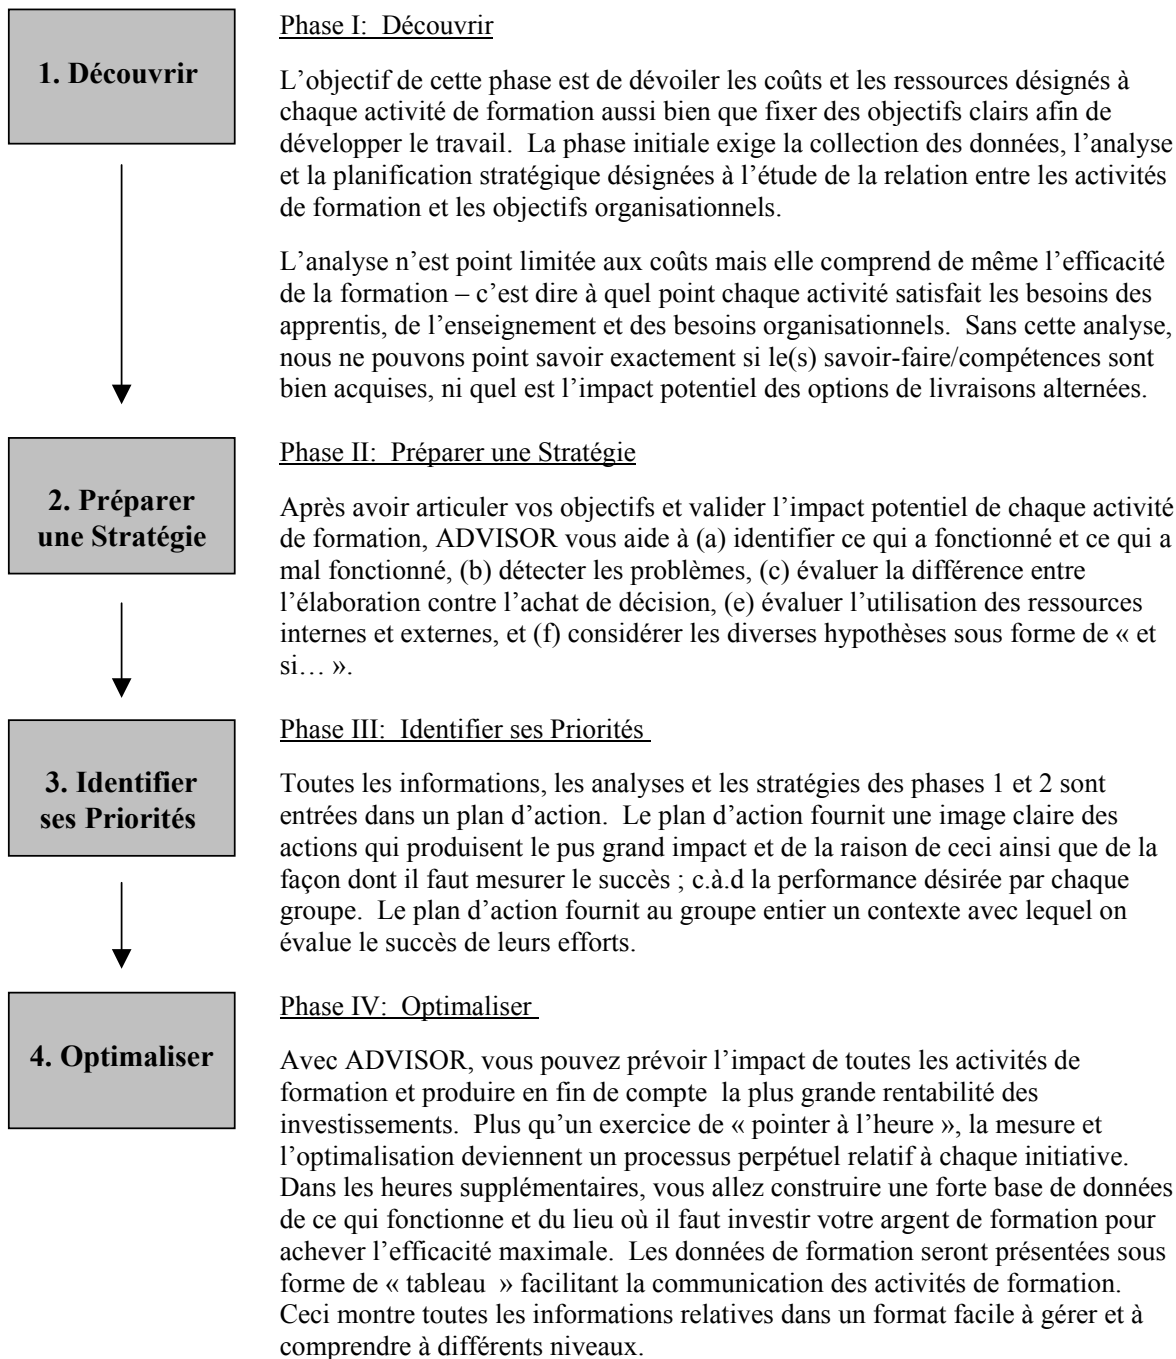 1. Découvrir
Phase I: Découvrir
L’objectif de cette phase est de dévoiler les coûts et les ressources désignés à
chaque activité de formation aussi bien que fixer des objectifs clairs afin de
développer le travail. La phase initiale exige la collection des données, l’analyse
et la planification stratégique désignées à l’étude de la relation entre les activités
de formation et les objectifs organisationnels.
L’analyse n’est point limitée aux coûts mais elle comprend de même l’efficacité
de la formation – c’est dire à quel point chaque activité satisfait les besoins des
apprentis, de l’enseignement et des besoins organisationnels. Sans cette analyse,
nous ne pouvons point savoir exactement si le(s) savoir-faire/compétences sont
bien acquises, ni quel est l’impact potentiel des options de livraisons alternées.
2. Préparer
une Stratégie
Phase II: Préparer une Stratégie
Après avoir articuler vos objectifs et valider l’impact potentiel de chaque activité
de formation, ADVISOR vous aide à (a) identifier ce qui a fonctionné et ce qui a
mal fonctionné, (b) détecter les problèmes, (c) évaluer la différence entre
l’élaboration contre l’achat de décision, (e) évaluer l’utilisation des ressources
internes et externes, et (f) considérer les diverses hypothèses sous forme de « et
si… ».
3. Identifier
ses Priorités
Phase III: Identifier ses Priorités
Toutes les informations, les analyses et les stratégies des phases 1 et 2 sont
entrées dans un plan d’action. Le plan d’action fournit une image claire des
actions qui produisent le pus grand impact et de la raison de ceci ainsi que de la
façon dont il faut mesurer le succès ; c.à.d la performance désirée par chaque
groupe. Le plan d’action fournit au groupe entier un contexte avec lequel on
évalue le succès de leurs efforts.
4. Optimaliser
Phase IV: Optimaliser
Avec ADVISOR, vous pouvez prévoir l’impact de toutes les activités de
formation et produire en fin de compte la plus grande rentabilité des
investissements. Plus qu’un exercice de « pointer à l’heure », la mesure et
l’optimalisation deviennent un processus perpétuel relatif à chaque initiative.
Dans les heures supplémentaires, vous allez construire une forte base de données
de ce qui fonctionne et du lieu où il faut investir votre argent de formation pour
achever l’efficacité maximale. Les données de formation seront présentées sous
forme de « tableau » facilitant la communication des activités de formation.
Ceci montre toutes les informations relatives dans un format facile à gérer et à
comprendre à différents niveaux.